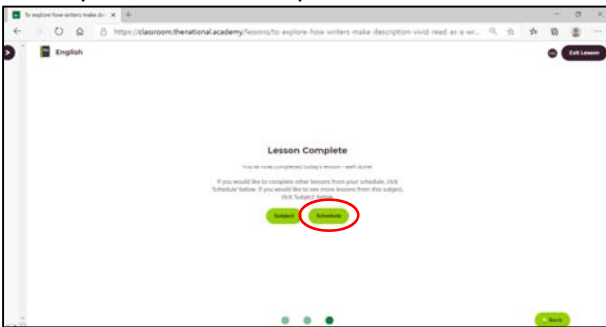 To explore how writers make de
https://classroom.thenational.academy/lessons/to-explore-how-writers-make-description-vivid-read-as-a-wr...
English
Exit Lesson
Lesson Complete
You've now completed today's lesson - well done!
If you would like to complete other lessons from your schedule, click
'Schedule' below. If you would like to see more lessons from this subject,
click 'Subject' below.
Subject
Schedule
Back